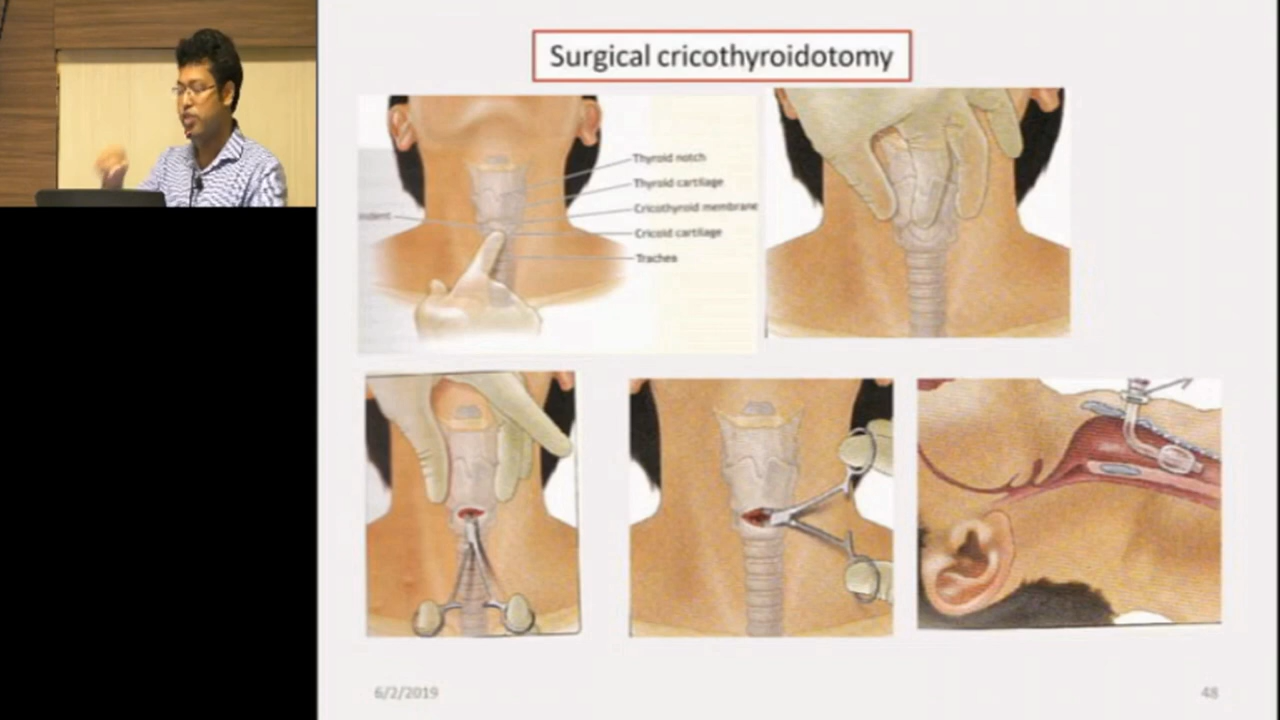 Surgical cricothyroidotomy
Thyroid notch
Thyroid cartilage
Cricothyroid membrane
Cricoid cartilage
Trachea
6/2/2019
48